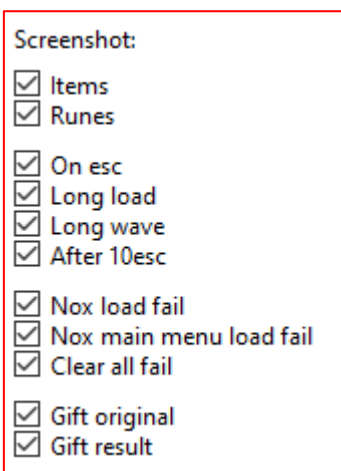 Screenshot:
Items
Runes
On esc
Long load
Long wave
After 10esc
Nox load fail
Nox main menu load fail
Clear all fail
Gift original
Gift result